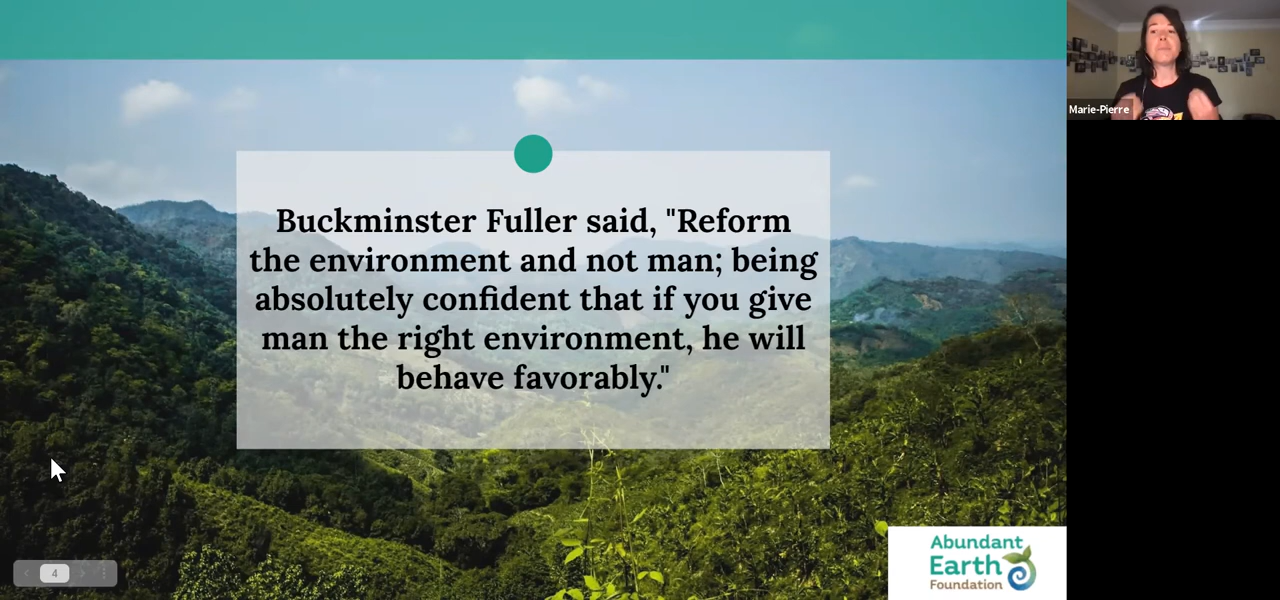 Marie-Pierre
Buckminster Fuller said, "Reform
the environment and not man; being
absolutely confident that if you give
man the right environment, he will
behave favorably."
4
Abundant
Earth
Foundation